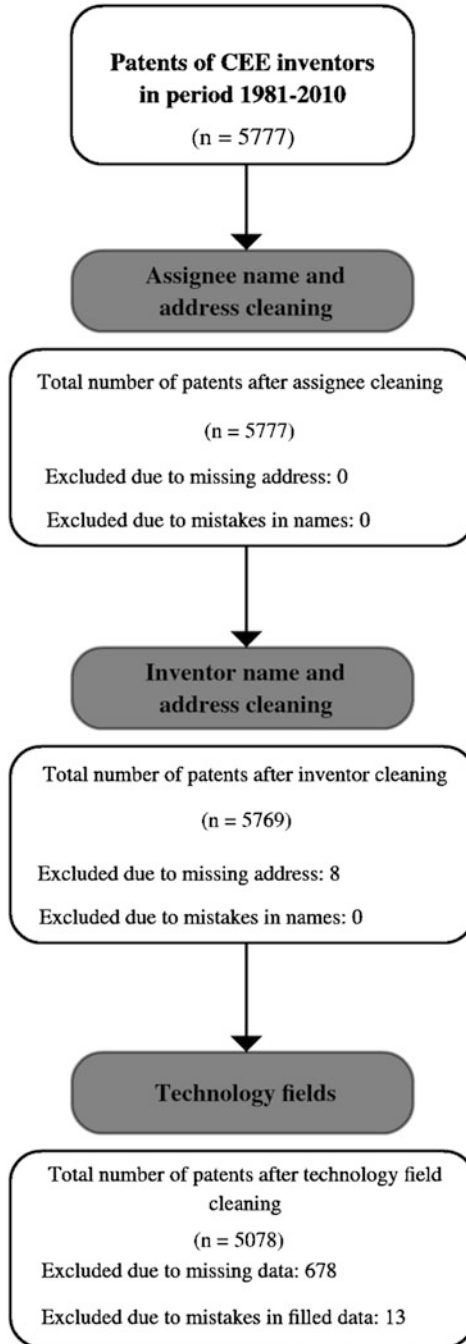 Patents of CEE inventors
in period 1981-2010
(n = 5777)
Assignee name and
address cleaning
Total number of patents after assignee cleaning
(n = 5777)
Excluded due to missing address: 0
Excluded due to mistakes in names: 0
Inventor name and
address cleaning
Total number of patents after inventor cleaning
(n = 5769)
Excluded due to missing address: 8
Excluded due to mistakes in names: 0
Technology fields
Total number of patents after technology field
cleaning
(n = 5078)
Excluded due to missing data: 678
Excluded due to mistakes in filled data: 13